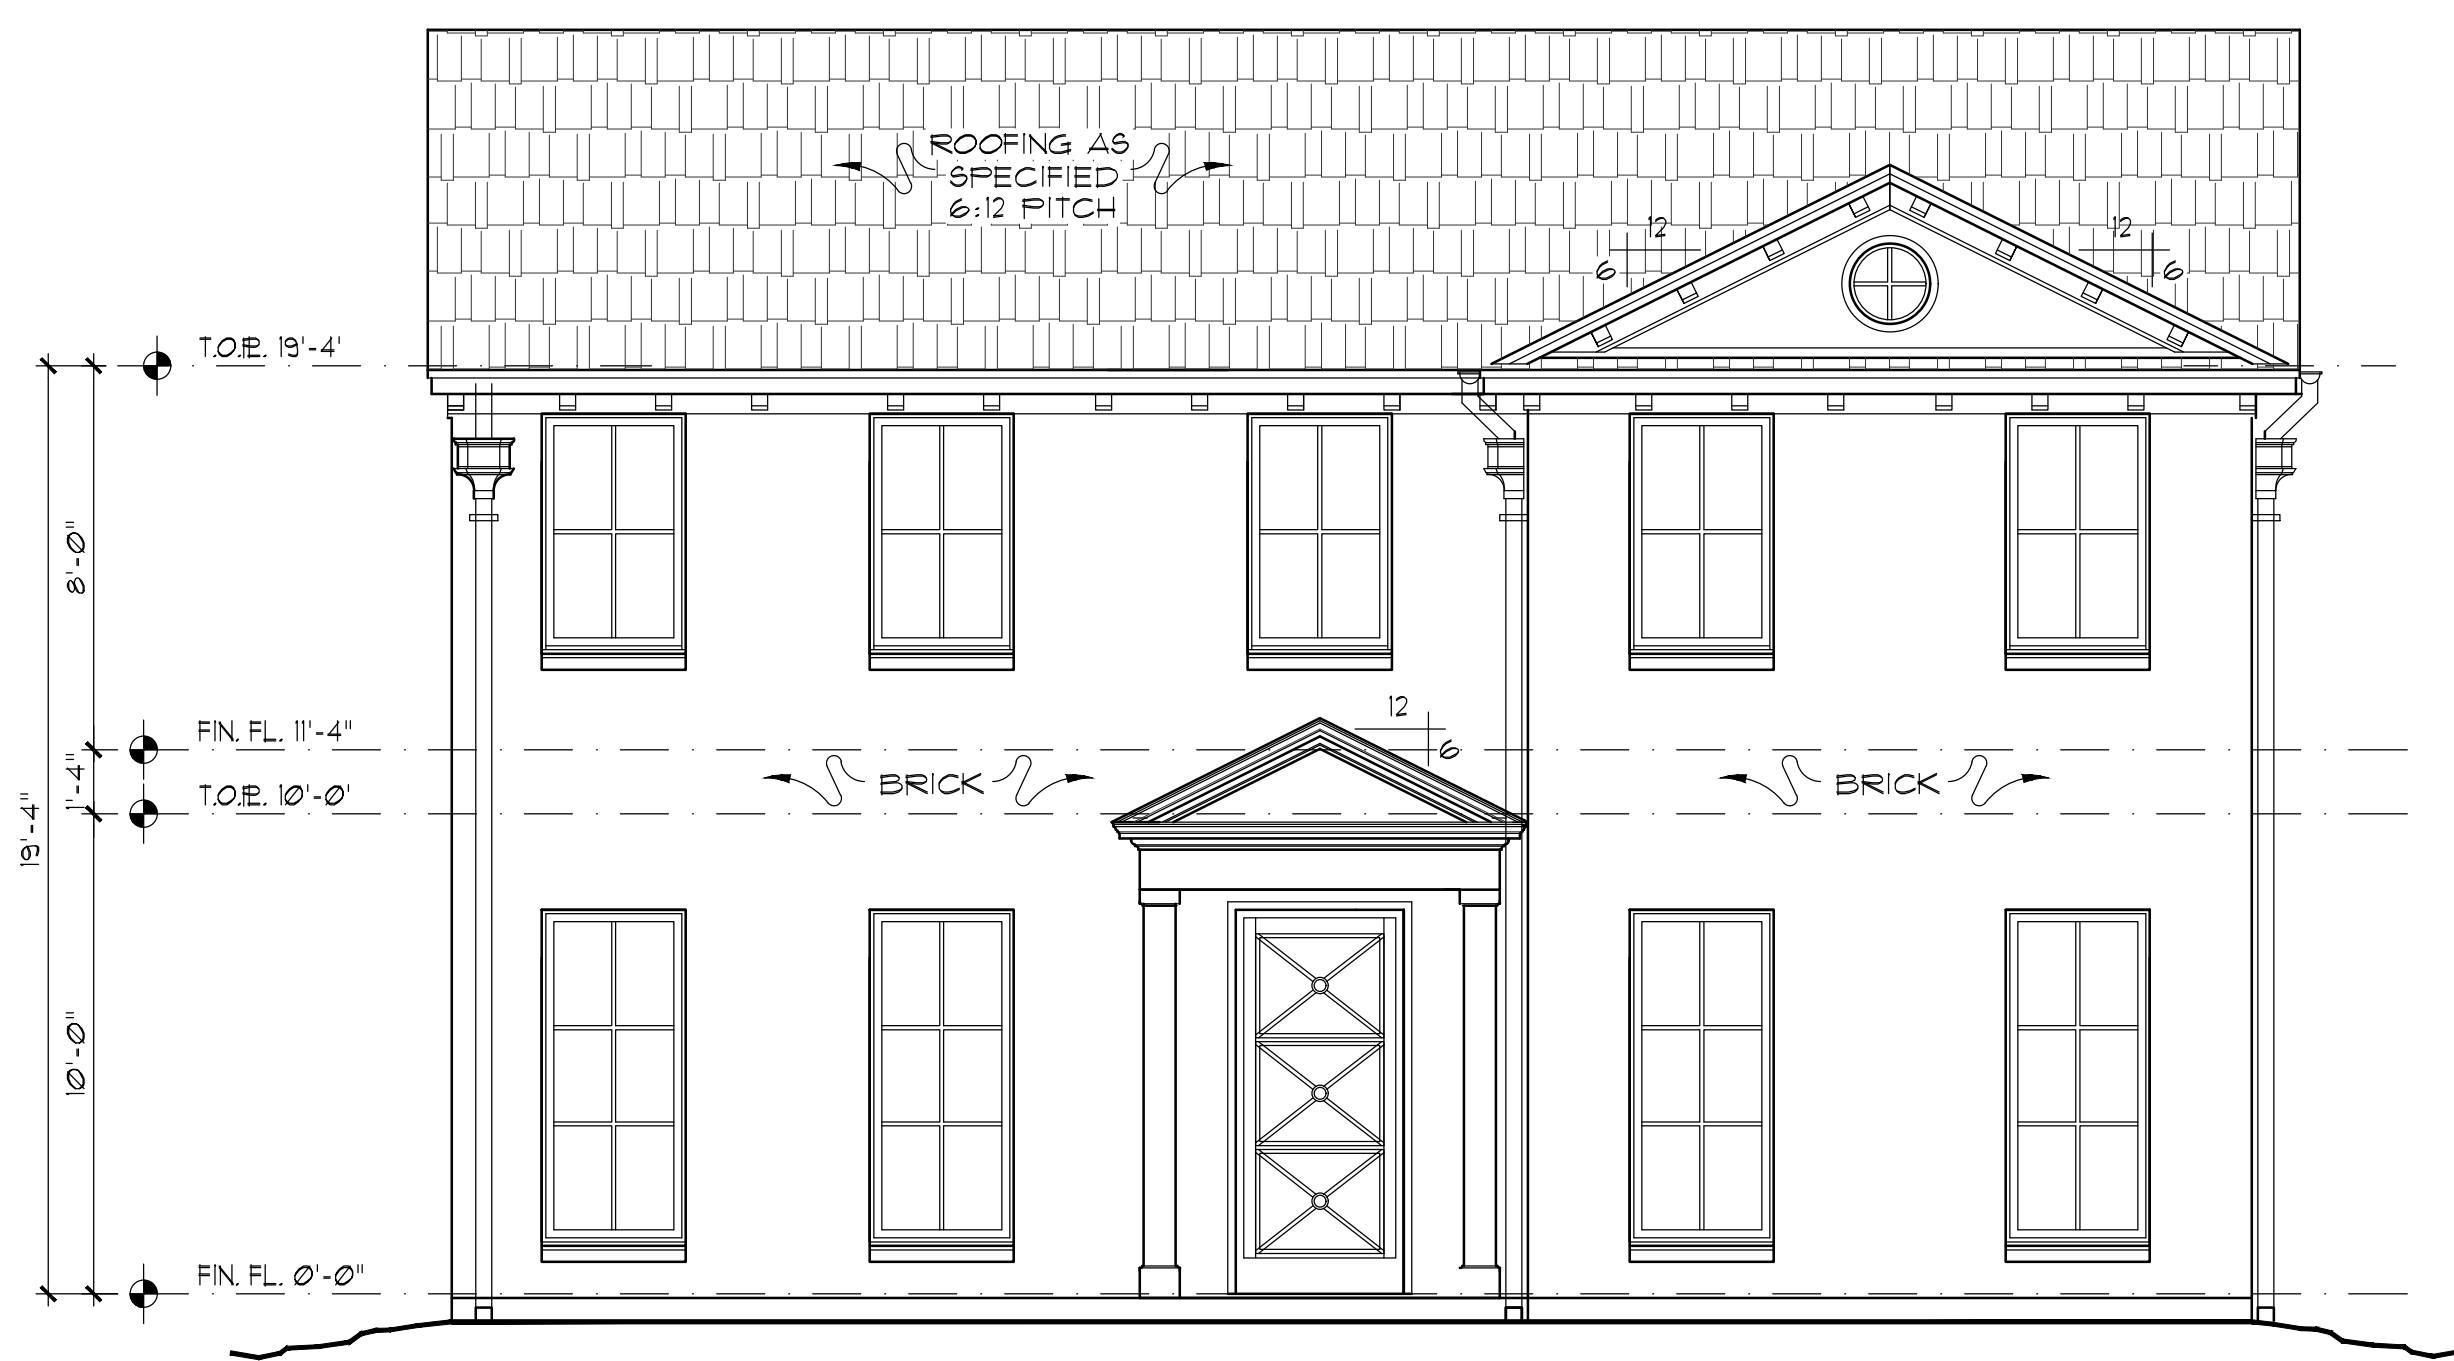 ROOFING AS
SPECIFIED
6:12 PITCH
12
12
6
6
T.O.P. 19'-4'
8'-0"
12
FIN. FL. 11'-4"
6
BRICK
BRICK
1'-4"
T.O.P. 10'-0'
19'-4"
10'-0"
FIN. FL. 0'-0"